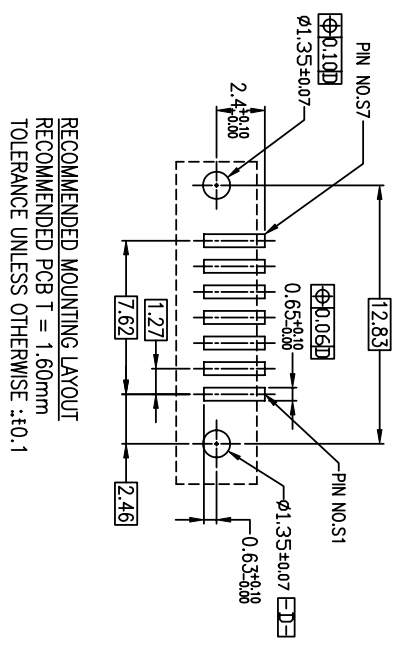 PIN NO.S7
⌖0.10D
Ø1.35±0.07
2.4+0.10
-0.00
12.83
⌖0.06D
0.65+0.10
-0.00
PIN NO.S1
Ø1.35±0.07 -D-
1.27
7.62
2.46
0.63+0.10
-0.00
RECOMMENDED MOUNTING LAYOUT
RECOMMENDED PCB T = 1.60mm
TOLERANCE UNLESS OTHERWISE :±0.1